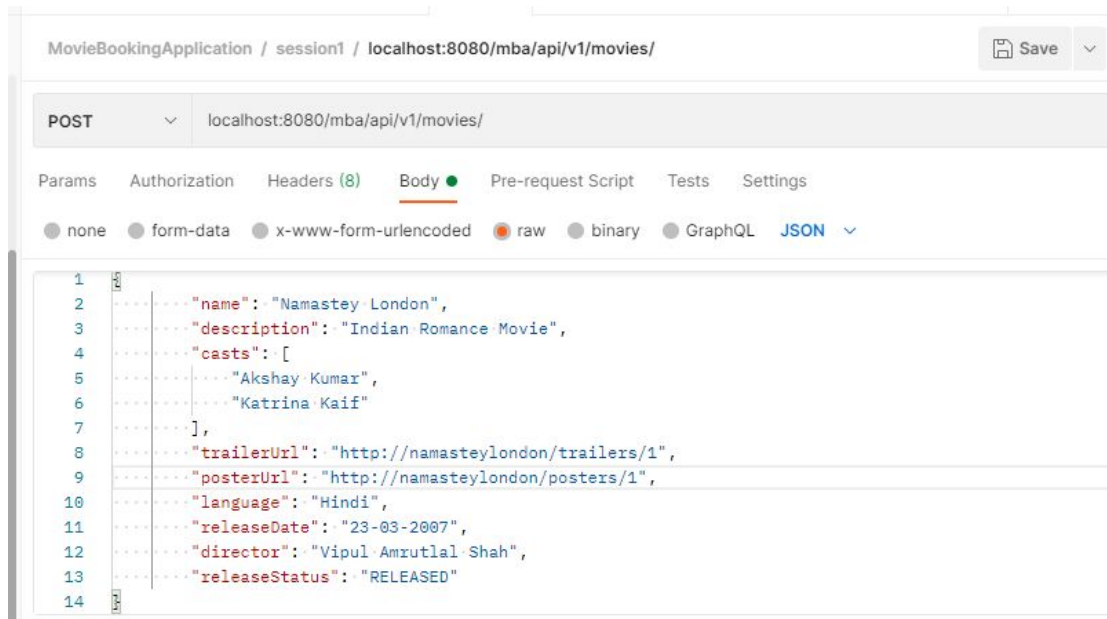 MovieBookingApplication / session1 / localhost:8080/mba/api/v1/movies/ Save
POST localhost:8080/mba/api/v1/movies/
Params Authorization Headers (8) Body Pre-request Script Tests Settings
none form-data x-www-form-urlencoded raw binary GraphQL JSON
1 {
2 "name": "Namastey London",
3 "description": "Indian Romance Movie",
4 "casts": [
5 "Akshay Kumar",
6 "Katrina Kaif"
7 ],
8 "trailerUrl": "http://namasteylondon/trailers/1",
9 "posterUrl": "http://namasteylondon/posters/1",
10 "language": "Hindi",
11 "releaseDate": "23-03-2007",
12 "director": "Vipul Amrutlal Shah",
13 "releaseStatus": "RELEASED"
14 }